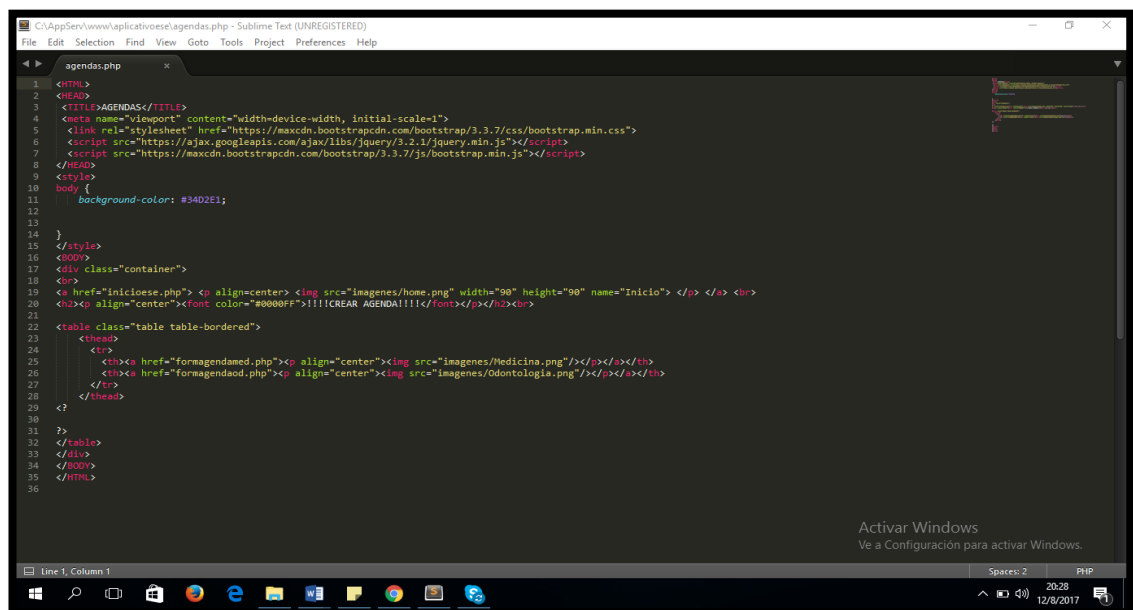 C:\AppServ\www\aplicativoese\agendas.php - Sublime Text (UNREGISTERED)
File Edit Selection Find View Goto Tools Project Preferences Help
agendas.php ×
1 <HTML>
2 <HEAD>
3 <TITLE>AGENDAS</TITLE>
4 <meta name="viewport" content="width=device-width, initial-scale=1">
5 <link rel="stylesheet" href="https://maxcdn.bootstrapcdn.com/bootstrap/3.3.7/css/bootstrap.min.css">
6 <script src="https://ajax.googleapis.com/ajax/libs/jquery/3.2.1/jquery.min.js"></script>
7 <script src="https://maxcdn.bootstrapcdn.com/bootstrap/3.3.7/js/bootstrap.min.js"></script>
8 </HEAD>
9 <style>
10 body {
11 background-color: #34D2E1;
12
13
14 }
15 </style>
16 <BODY>
17 <div class="container">
18 <br>
19 <a href="inicioese.php"> <p align=center> <img src="imagenes/home.png" width="90" height="90" name="Inicio"> </p> </a> <br>
20 <h2><p align="center"><font color="#0000FF">!!!!CREAR AGENDA!!!!</font></p></h2><br>
21
22 <table class="table table-bordered">
23 <thead>
24 <tr>
25 <th><a href="formagendamed.php"><p align="center"><img src="imagenes/Medicina.png"/></p></a></th>
26 <th><a href="formagendaod.php"><p align="center"><img src="imagenes/Odontologia.png"/></p></a></th>
27 </tr>
28 </thead>
29 <?
30
31 ?>
32 </table>
33 </div>
34 </BODY>
35 </HTML>
36
Activar Windows
Ve a Configuración para activar Windows.
Line 1, Column 1 Spaces: 2 PHP
20:28
12/8/2017